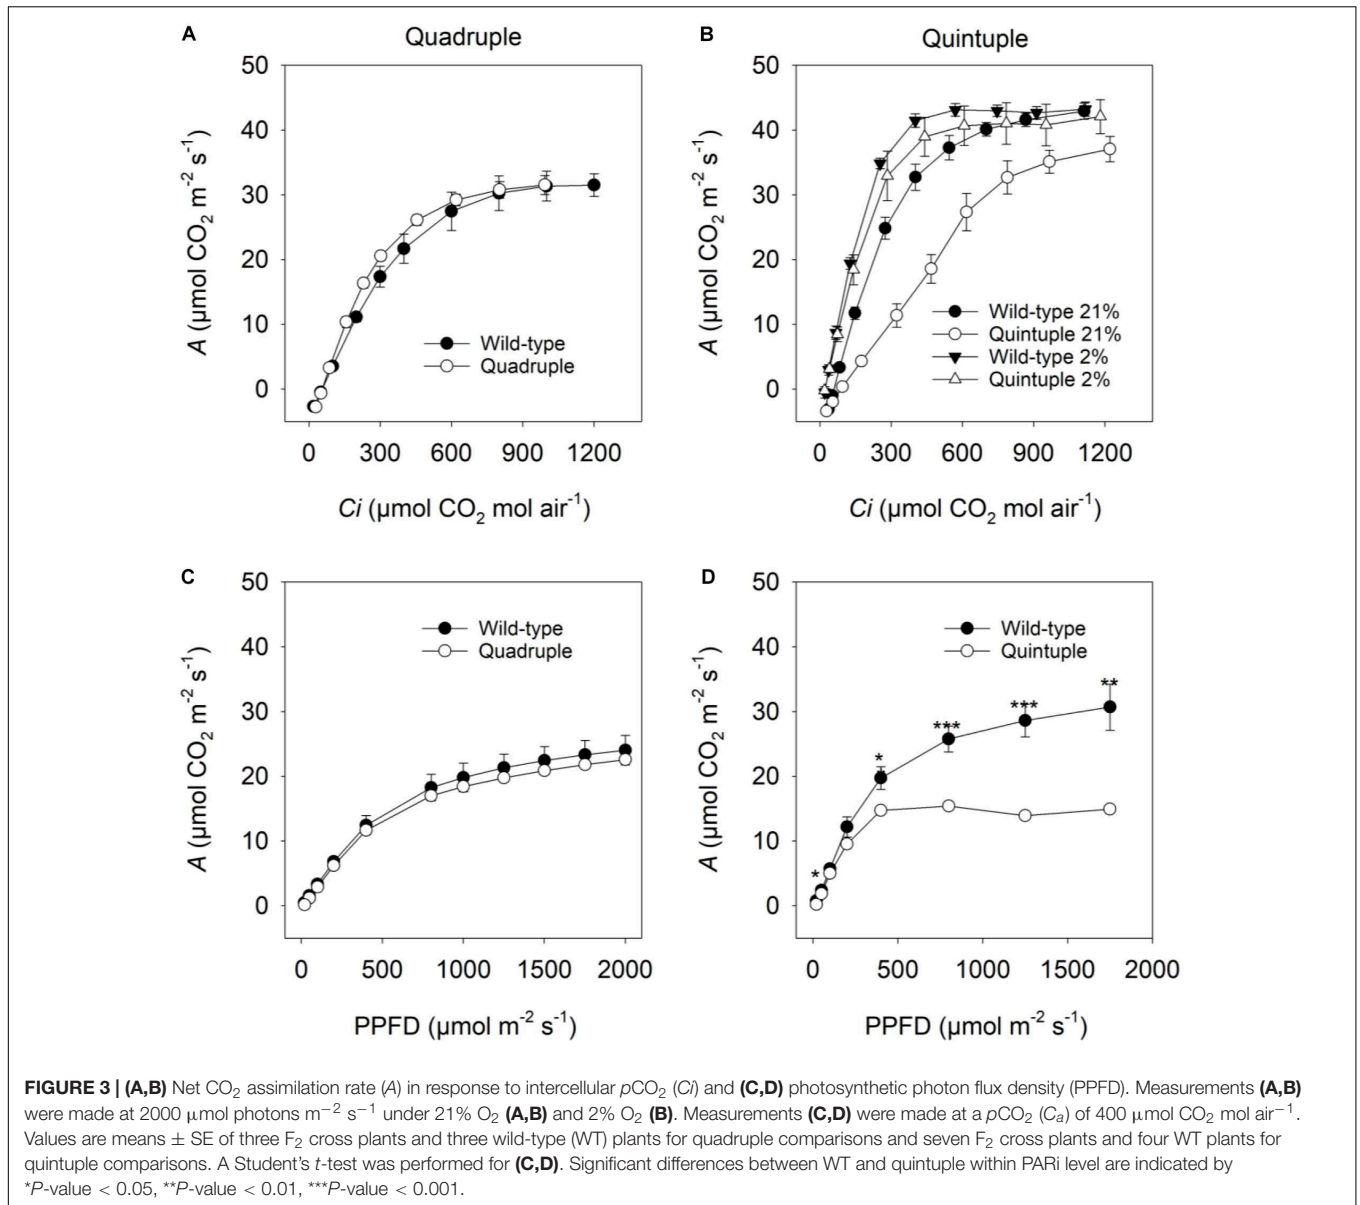 A
Quadruple
B
Quintuple
50
40
30
20
10
0
A (µmol CO₂ m⁻² s⁻¹)
Wild-type
Quadruple
0 300 600 900 1200
Ci (µmol CO₂ mol air⁻¹)
50
40
30
20
10
0
A (µmol CO₂ m⁻² s⁻¹)
Wild-type 21%
Quintuple 21%
Wild-type 2%
Quintuple 2%
0 300 600 900 1200
Ci (µmol CO₂ mol air⁻¹)
C
50
40
30
20
10
0
A (µmol CO₂ m⁻² s⁻¹)
Wild-type
Quadruple
0 500 1000 1500 2000
PPFD (µmol m⁻² s⁻¹)
D
50
40
30
20
10
0
A (µmol CO₂ m⁻² s⁻¹)
Wild-type
Quintuple
*
*
***
***
**
0 500 1000 1500 2000
PPFD (µmol m⁻² s⁻¹)
FIGURE 3 | (A,B) Net CO₂ assimilation rate (A) in response to intercellular pCO₂ (Ci) and (C,D) photosynthetic photon flux density (PPFD). Measurements (A,B)
were made at 2000 µmol photons m⁻² s⁻¹ under 21% O₂ (A,B) and 2% O₂ (B). Measurements (C,D) were made at a pCO₂ (Cₐ) of 400 µmol CO₂ mol air⁻¹.
Values are means ± SE of three F₂ cross plants and three wild-type (WT) plants for quadruple comparisons and seven F₂ cross plants and four WT plants for
quintuple comparisons. A Student's t-test was performed for (C,D). Significant differences between WT and quintuple within PARi level are indicated by
*P-value < 0.05, **P-value < 0.01, ***P-value < 0.001.